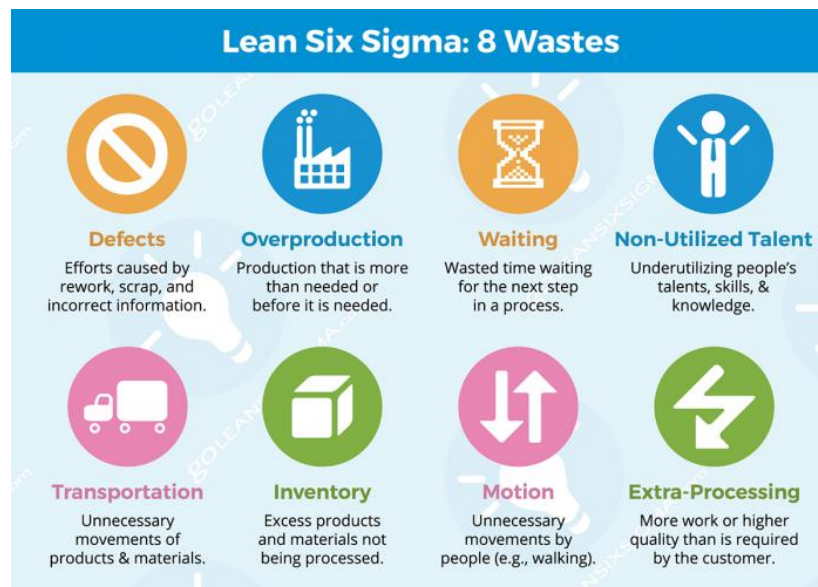 Lean Six Sigma: 8 Wastes
Defects
Efforts caused by
rework, scrap, and
incorrect information.
Overproduction
Production that is more
than needed or
before it is needed.
Waiting
Wasted time waiting
for the next step
in a process.
Non-Utilized Talent
Underutilizing people's
talents, skills, &
knowledge.
Transportation
Unnecessary
movements of
products & materials.
Inventory
Excess products
and materials not
being processed.
Motion
Unnecessary
movements by
people (e.g., walking).
Extra-Processing
More work or higher
quality than is required
by the customer.